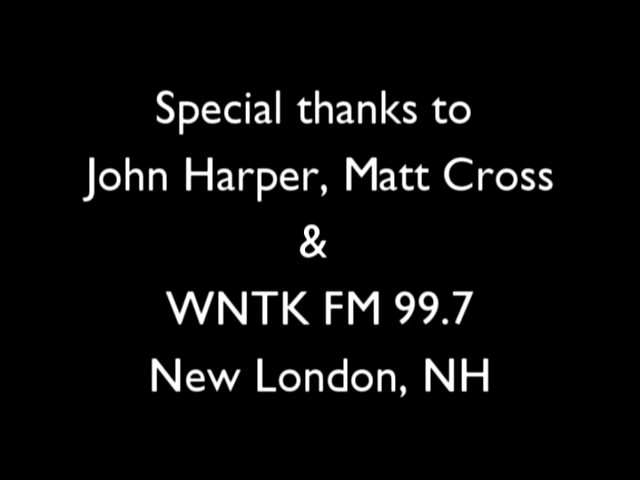 Special thanks to
John Harper, Matt Cross
&
WNTK FM 99.7
New London, NH